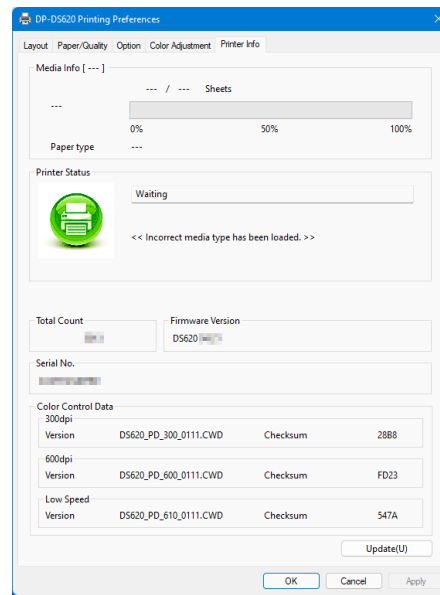 DP-DS620 Printing Preferences
Layout Paper/Quality Option Color Adjustment Printer Info
Media Info [ --- ]
--- / --- Sheets
---
0% 50% 100%
Paper type ---
Printer Status
Waiting
<< Incorrect media type has been loaded. >>
Total Count Firmware Version
DS620
Serial No.
Color Control Data
300dpi
Version DS620_PD_300_0111.CWD Checksum 28B8
600dpi
Version DS620_PD_600_0111.CWD Checksum FD23
Low Speed
Version DS620_PD_610_0111.CWD Checksum 547A
Update(U)
OK Cancel Apply